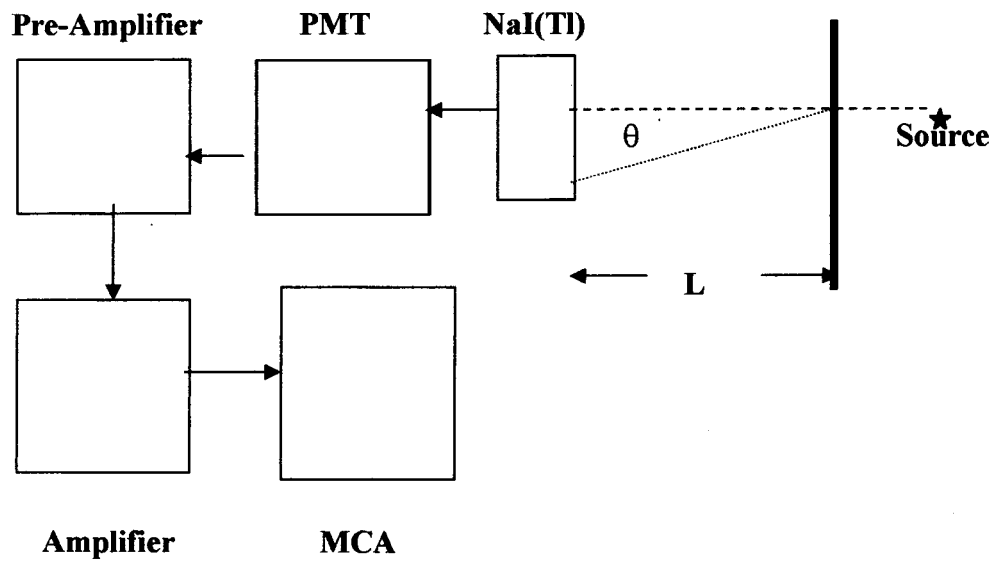 Pre-Amplifier
PMT
NaI(Tl)
θ
Source
L
Amplifier
MCA